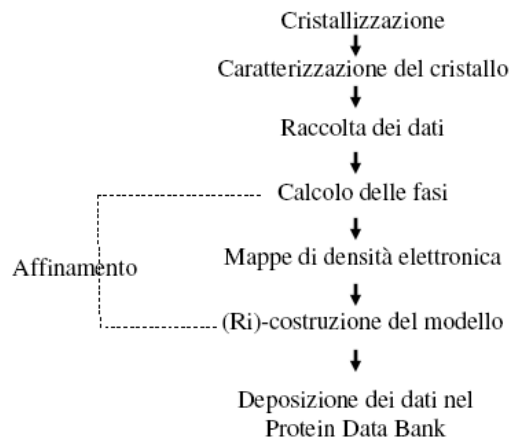 Cristallizzazione
Caratterizzazione del cristallo
Raccolta dei dati
Calcolo delle fasi
Mappe di densità elettronica
Affinamento
(Ri)-costruzione del modello
Deposizione dei dati nel
Protein Data Bank